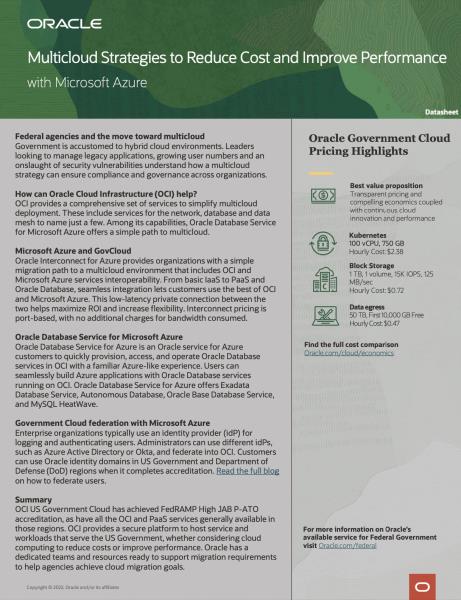 ORACLE
Multicloud Strategies to Reduce Cost and Improve Performance
with Microsoft Azure
Datasheet
Federal agencies and the move toward multicloud
Government is accustomed to hybrid cloud environments. Leaders
looking to manage legacy applications, growing user numbers and an
onslaught of security vulnerabilities understand how a multicloud
strategy can ensure compliance and governance across organizations.
How can Oracle Cloud Infrastructure (OCI) help?
OCI provides a comprehensive set of services to simplify multicloud
deployment. These include services for the network, database and data
mesh to name just a few. Among its capabilities, Oracle Database Service
for Microsoft Azure offers a simple path to multicloud.
Microsoft Azure and GovCloud
Oracle Interconnect for Azure provides organizations with a simple
migration path to a multicloud environment that includes OCI and
Microsoft Azure services interoperability. From basic IaaS to PaaS and
Oracle Database, seamless integration lets customers use the best of OCI
and Microsoft Azure. This low-latency private connection between the
two helps maximize ROI and increase flexibility. Interconnect pricing is
port-based, with no additional charges for bandwidth consumed.
Oracle Database Service for Microsoft Azure
Oracle Database Service for Azure is an Oracle service for Azure
customers to quickly provision, access, and operate Oracle Database
services in OCI with a familiar Azure-like experience. Users can
seamlessly build Azure applications with Oracle Database services
running on OCI. Oracle Database Service for Azure offers Exadata
Database Service, Autonomous Database, Oracle Base Database Service,
and MySQL HeatWave.
Government Cloud federation with Microsoft Azure
Enterprise organizations typically use an identity provider (idP) for
logging and authenticating users. Administrators can use different idPs,
such as Azure Active Directory or Okta, and federate into OCI. Customers
can use Oracle identity domains in US Government and Department of
Defense (DoD) regions when it completes accreditation. Read the full blog
on how to federate users.
Summary
OCI US Government Cloud has achieved FedRAMP High JAB P-ATO
accreditation, as have all the OCI and PaaS services generally available in
those regions. OCI provides a secure platform to host service and
workloads that serve the US Government, whether considering cloud
computing to reduce costs or improve performance. Oracle has a
dedicated teams and resources ready to support migration requirements
to help agencies achieve cloud migration goals.
Oracle Government Cloud
Pricing Highlights
Best value proposition
Transparent pricing and
compelling economics coupled
with continuous cloud
innovation and performance
Kubernetes
100 vCPU, 750 GB
Hourly Cost: $2.38
Block Storage
1 TB, 1 volume, 15K IOPS, 125
MB/sec
Hourly Cost: $0.72
Data egress
50 TB, First 10,000 GB Free
Hourly Cost: $0.47
Find the full cost comparison
Oracle.com/cloud/economics
For more information on Oracle's
available service for Federal Government
visit Oracle.com/federal
Copyright © 2022, Oracle and/or its affiliates